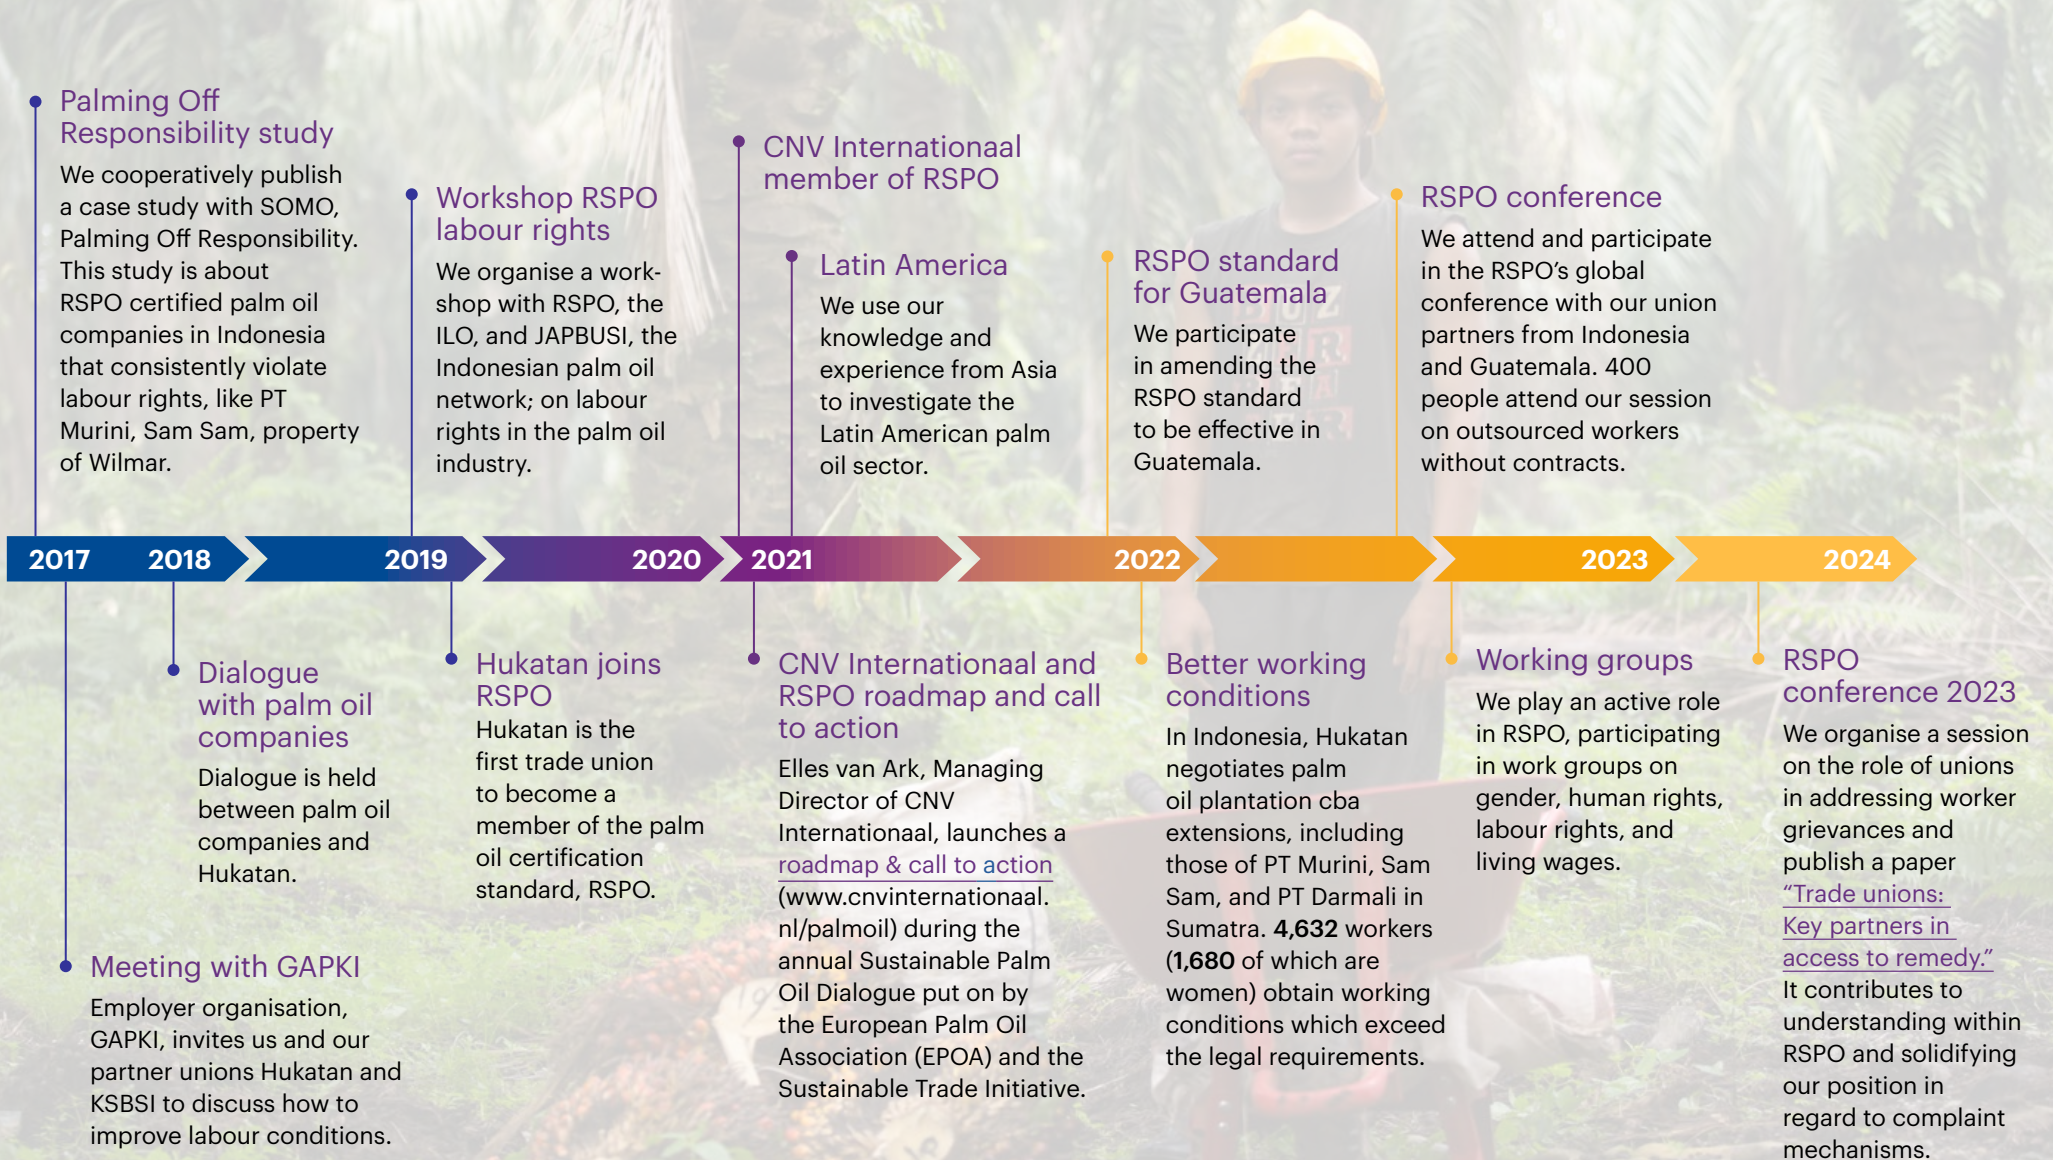 Palming Off
Responsibility study
We cooperatively publish
a case study with SOMO,
Palming Off Responsibility.
This study is about
RSPO certified palm oil
companies in Indonesia
that consistently violate
labour rights, like PT
Murini, Sam Sam, property
of Wilmar.
Workshop RSPO
labour rights
We organise a work-
shop with RSPO, the
ILO, and JAPBUSI, the
Indonesian palm oil
network; on labour
rights in the palm oil
industry.
CNV Internationaal
member of RSPO
Latin America
We use our
knowledge and
experience from Asia
to investigate the
Latin American palm
oil sector.
RSPO standard
for Guatemala
We participate
in amending the
RSPO standard
to be effective in
Guatemala.
RSPO conference
We attend and participate
in the RSPO’s global
conference with our union
partners from Indonesia
and Guatemala. 400
people attend our session
on outsourced workers
without contracts.
2017 2018 2019 2020 2021 2022 2023 2024
Meeting with GAPKI
Employer organisation,
GAPKI, invites us and our
partner unions Hukatan and
KSBSI to discuss how to
improve labour conditions.
Dialogue
with palm oil
companies
Dialogue is held
between palm oil
companies and
Hukatan.
Hukatan joins
RSPO
Hukatan is the
first trade union
to become a
member of the palm
oil certification
standard, RSPO.
CNV Internationaal and
RSPO roadmap and call
to action
Elles van Ark, Managing
Director of CNV
Internationaal, launches a
roadmap & call to action
(www.cnvinternationaal.
nl/palmoil) during the
annual Sustainable Palm
Oil Dialogue put on by
the European Palm Oil
Association (EPOA) and the
Sustainable Trade Initiative.
Better working
conditions
In Indonesia, Hukatan
negotiates palm
oil plantation cba
extensions, including
those of PT Murini, Sam
Sam, and PT Darmali in
Sumatra. 4,632 workers
(1,680 of which are
women) obtain working
conditions which exceed
the legal requirements.
Working groups
We play an active role
in RSPO, participating
in work groups on
gender, human rights,
labour rights, and
living wages.
RSPO
conference 2023
We organise a session
on the role of unions
in addressing worker
grievances and
publish a paper
“Trade unions:
Key partners in
access to remedy.”
It contributes to
understanding within
RSPO and solidifying
our position in
regard to complaint
mechanisms.